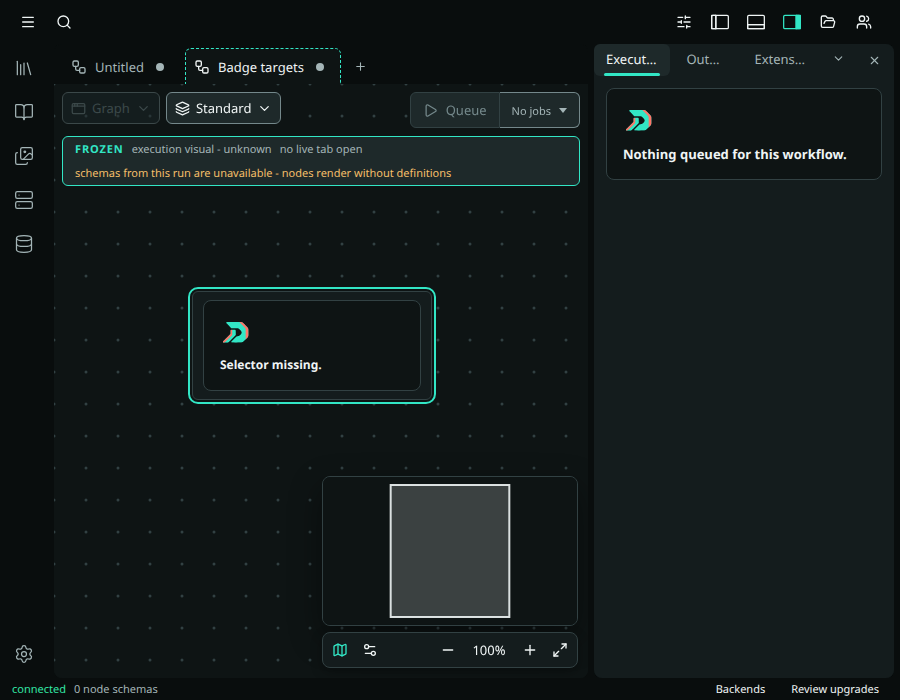 Untitled
Badge targets
Execut...
Out...
Extens...
Graph
Standard
Queue
No jobs
FROZEN execution visual - unknown no live tab open
schemas from this run are unavailable - nodes render without definitions
Nothing queued for this workflow.
Selector missing.
100%
connected 0 node schemas
Backends
Review upgrades